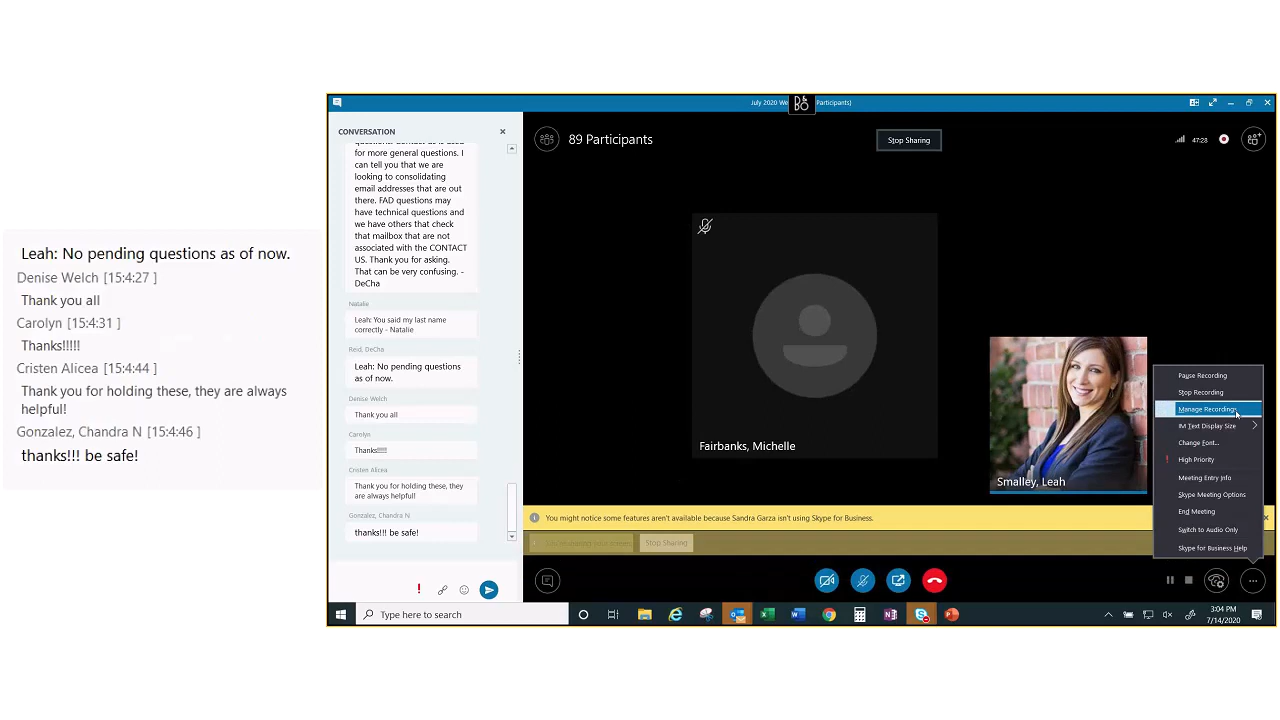 Leah: No pending questions as of now.
Denise Welch [15:4:27 ]
Thank you all
Carolyn [15:4:31 ]
Thanks!!!!!
Cristen Alicea [15:4:44 ]
Thank you for holding these, they are always
helpful!
Gonzalez, Chandra N [15:4:46 ]
thanks!!! be safe!
July 2020 We
Participants)
CONVERSATION
for more general questions. I
can tell you that we are
looking to consolidating
email addresses that are out
there. FAD questions may
have technical questions and
we have others that check
that mailbox that are not
associated with the CONTACT
US. Thank you for asking.
That can be very confusing. -
DeCha
Natalie
Leah: You said my last name
correctly - Natalie
Reid, DeCha
Leah: No pending questions
as of now.
Denise Welch
Thank you all
Carolyn
Thanks!!!!!
Cristen Alicea
Thank you for holding these, they
are always helpful!
Gonzalez, Chandra N
thanks!!! be safe!
89 Participants
Stop Sharing
47:28
Fairbanks, Michelle
Smalley, Leah
Pause Recording
Stop Recording
Manage Recordings
IM Text Display Size
Change Font...
High Priority
Meeting Entry Info
Skype Meeting Options
End Meeting
Switch to Audio Only
Skype for Business Help
You might notice some features aren't available because Sandra Garza isn't using Skype for Business.
Stop Sharing
Type here to search
3:04 PM
7/14/2020